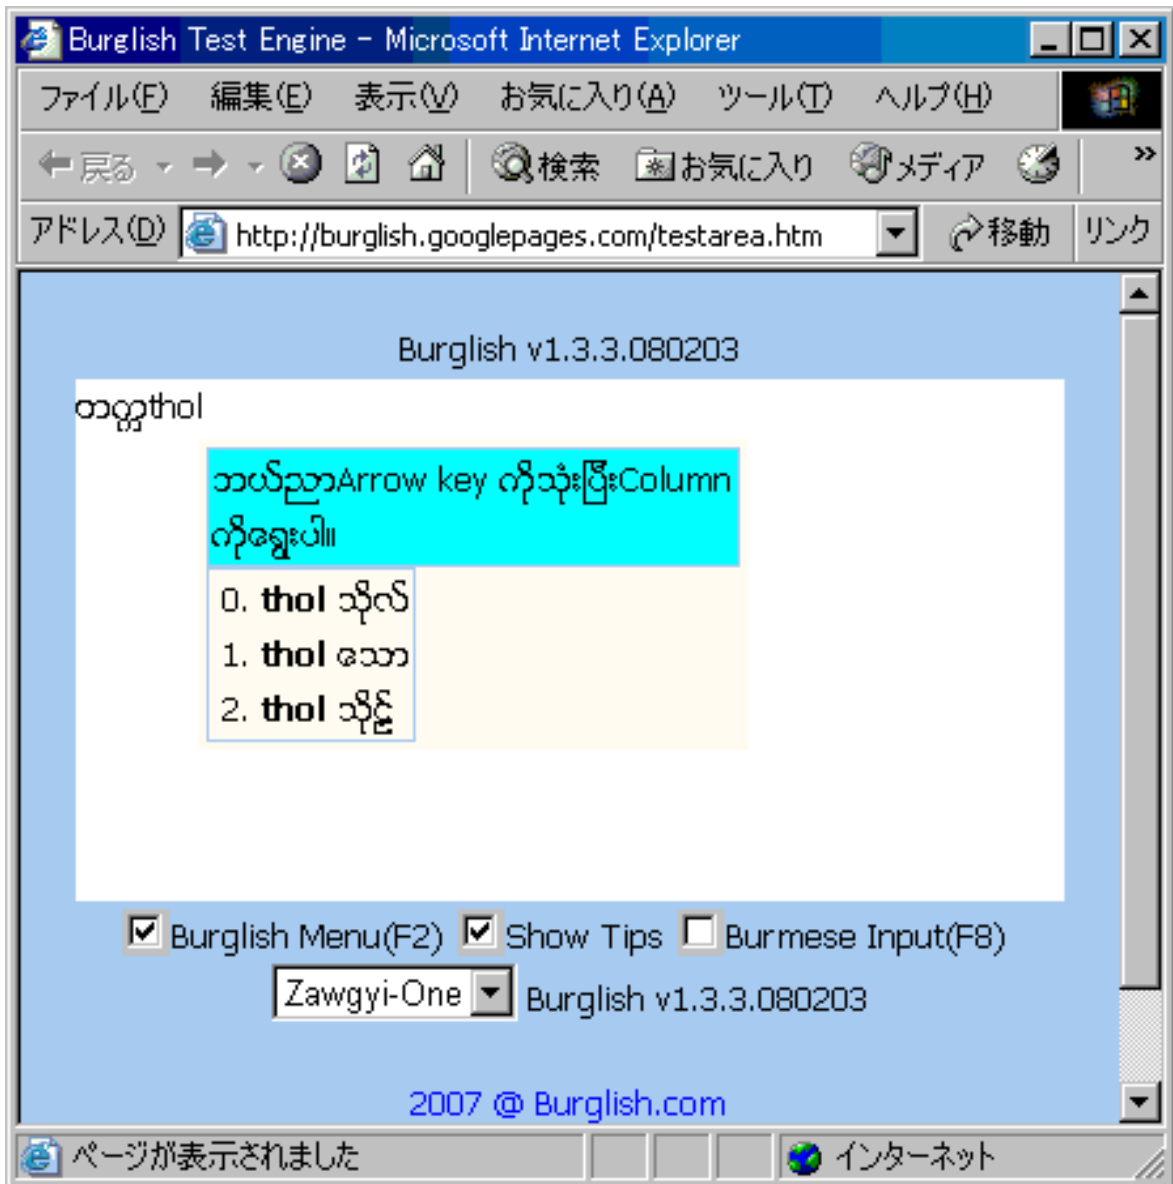 Burglish Test Engine - Microsoft Internet Explorer
ファイル(F) 編集(E) 表示(V) お気に入り(A) ツール(T) ヘルプ(H)
戻る 検索 お気に入り メディア »
アドレス(D) http://burglish.googlepages.com/testarea.htm 移動 リンク
Burglish v1.3.3.080203
တက္ကthol
ဘယ်ညာArrow key ကိုသုံးပြီးColumn
ကိုရွေးပါ။
0. thol သိုလ်
1. thol သော
2. thol သိုဠ်
Burglish Menu(F2) Show Tips Burmese Input(F8)
Zawgyi-One Burglish v1.3.3.080203
2007 @ Burglish.com
ページが表示されました インターネット